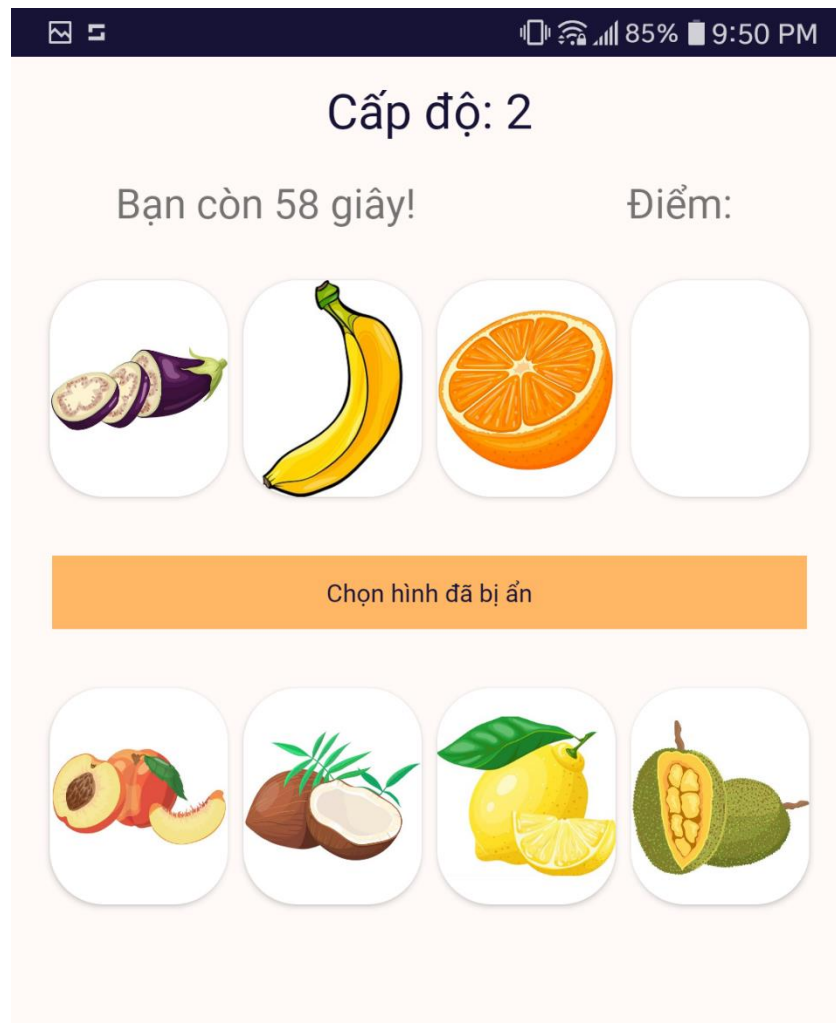 85% 9:50 PM
Cấp độ: 2
Bạn còn 58 giây!
Điểm:
Chọn hình đã bị ẩn